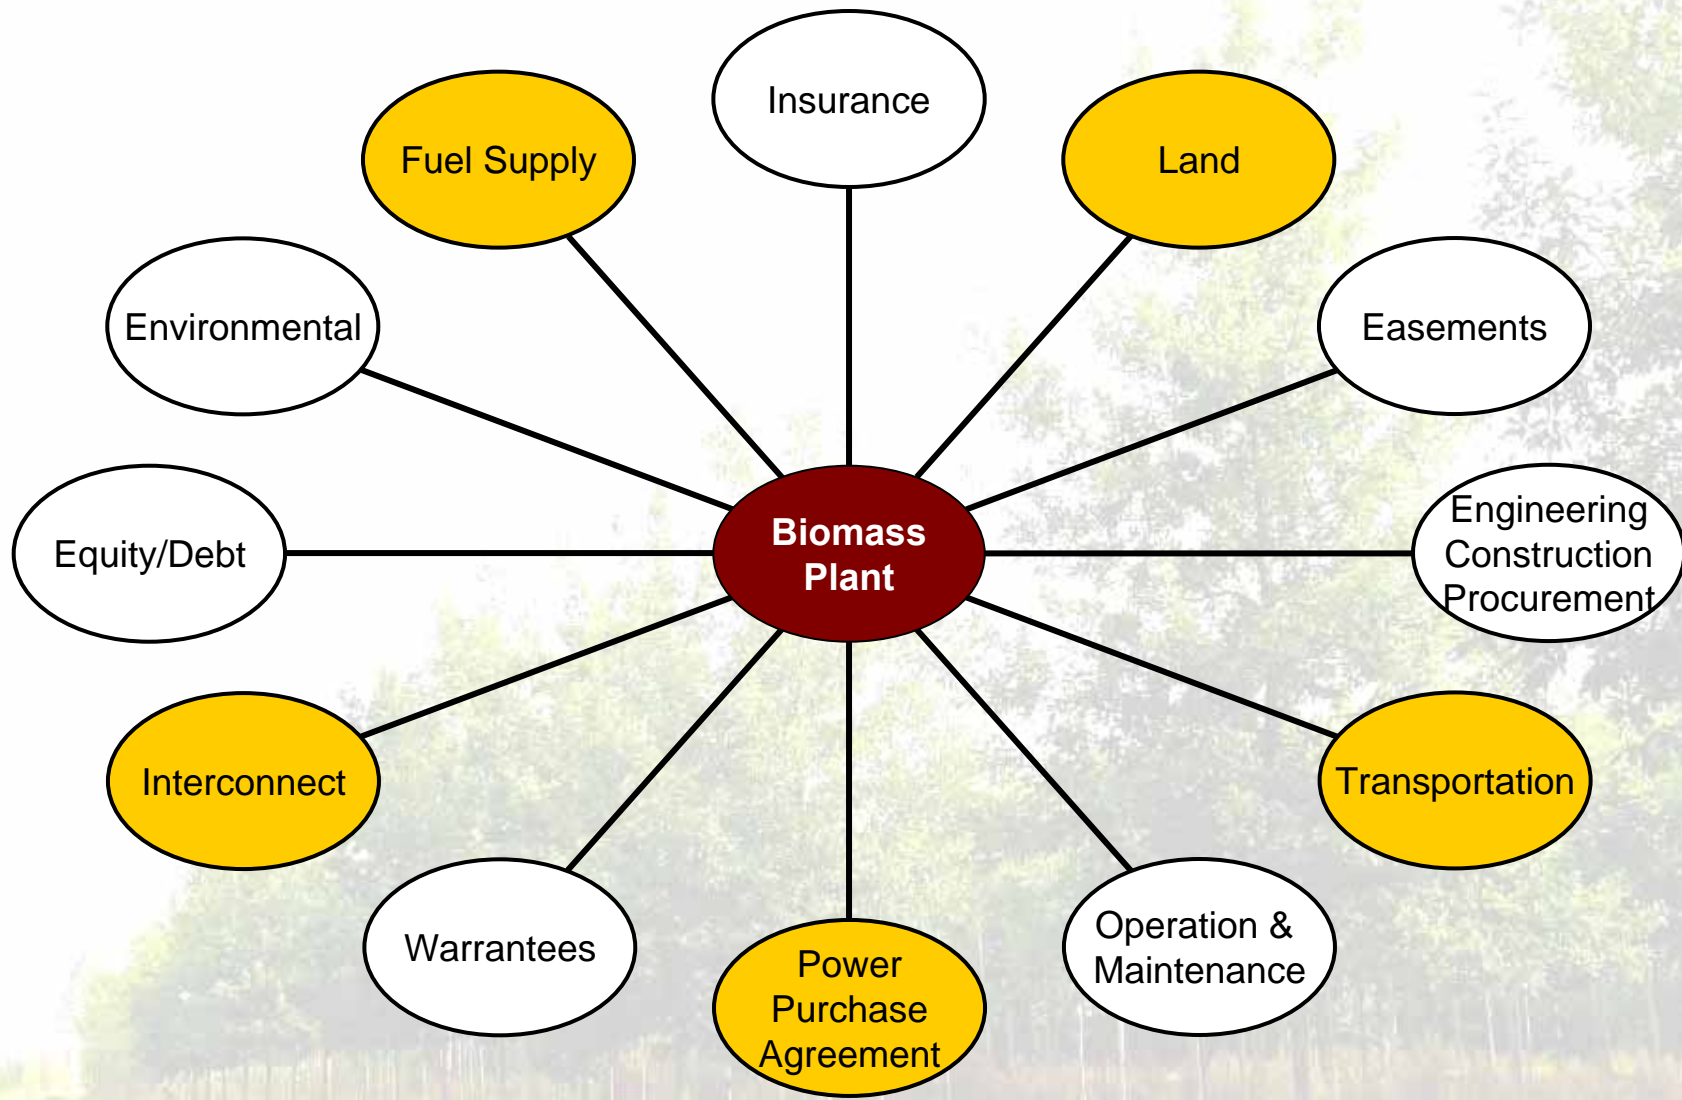 Insurance
Fuel Supply
Land
Environmental
Easements
Equity/Debt
Biomass
Plant
Engineering
Construction
Procurement
Interconnect
Transportation
Warrantees
Power
Purchase
Agreement
Operation &
Maintenance